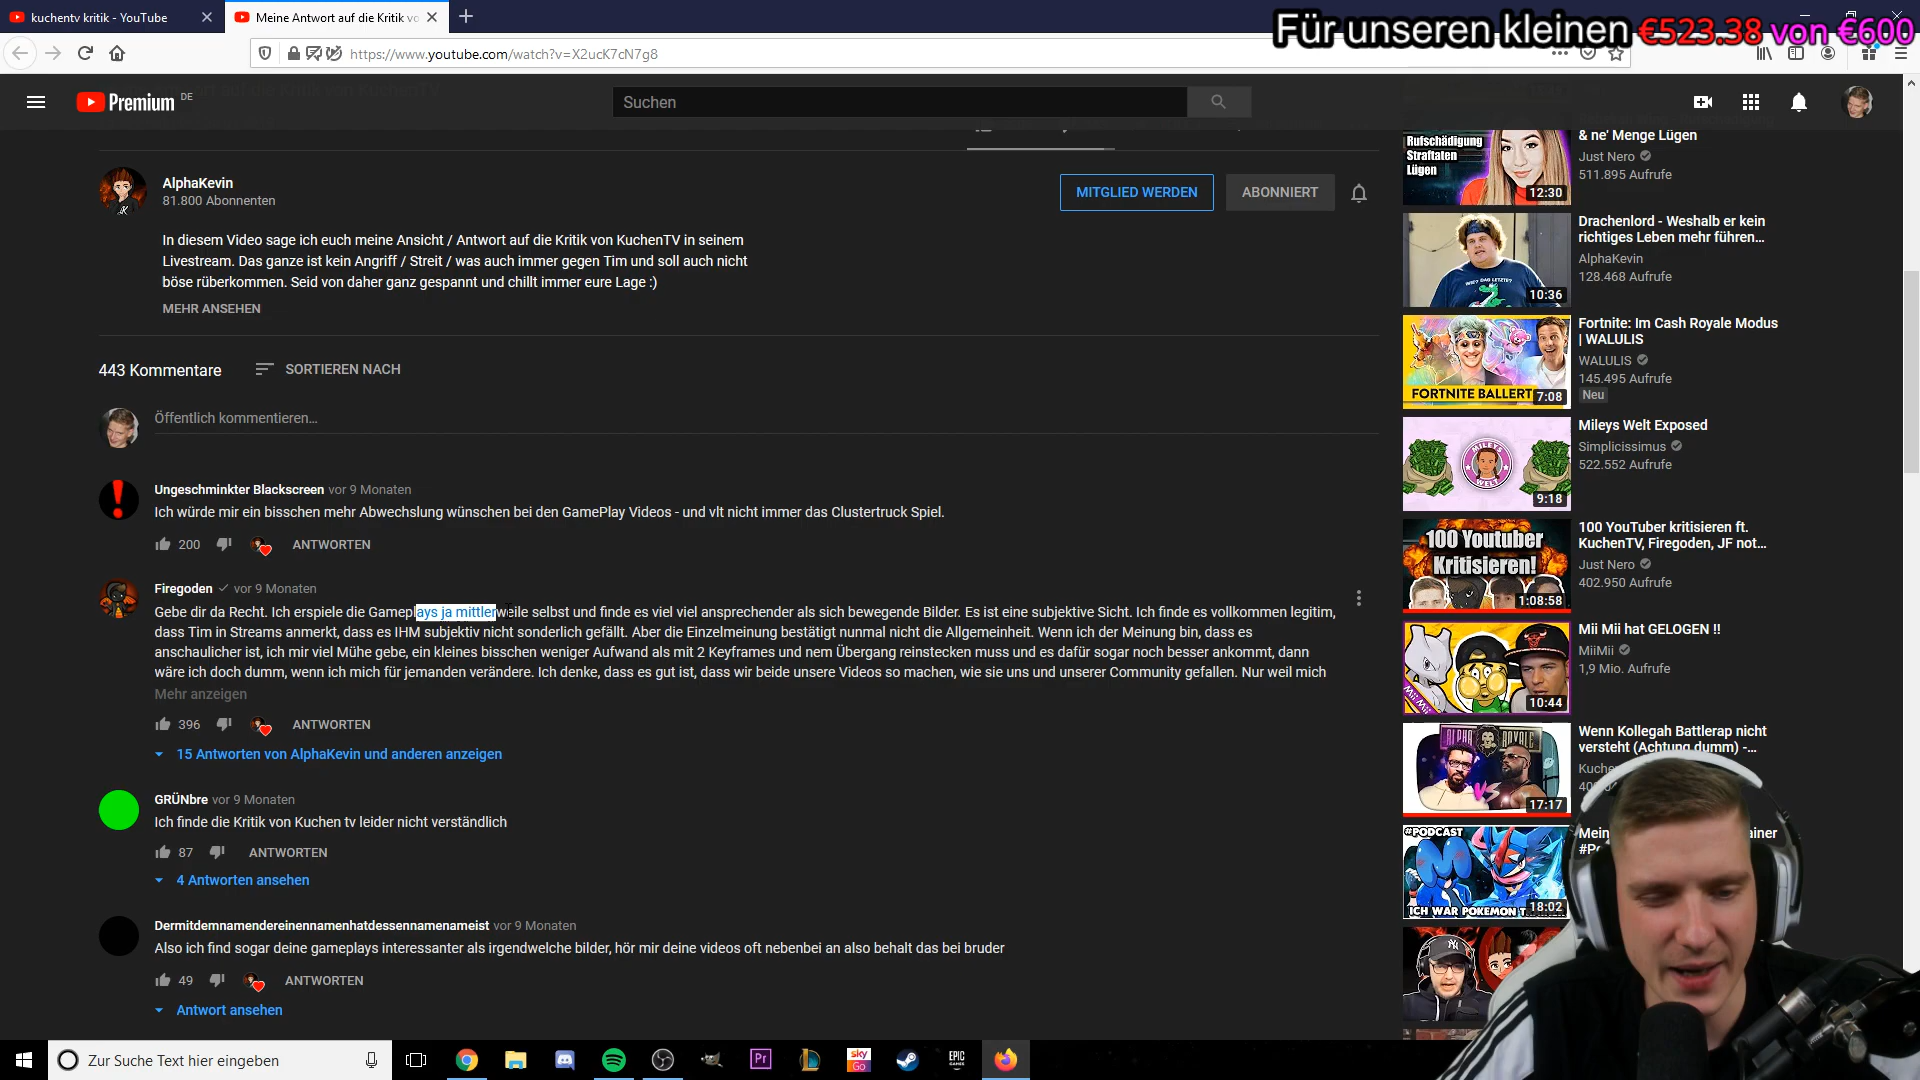 kuchentv kritik - YouTube
Meine Antwort auf die Kritik vo
Für unseren kleinen €523.38 von €600
https://www.youtube.com/watch?v=X2ucK7cN7g8
Premium DE
Suchen
AlphaKevin
81.800 Abonnenten
MITGLIED WERDEN
ABONNIERT
In diesem Video sage ich euch meine Ansicht / Antwort auf die Kritik von KuchenTV in seinem
Livestream. Das ganze ist kein Angriff / Streit / was auch immer gegen Tim und soll auch nicht
böse rüberkommen. Seid von daher ganz gespannt und chillt immer eure Lage :)
MEHR ANSEHEN
443 Kommentare
SORTIEREN NACH
Öffentlich kommentieren...
Ungeschminkter Blackscreen vor 9 Monaten
Ich würde mir ein bisschen mehr Abwechslung wünschen bei den GamePlay Videos - und vlt nicht immer das Clustertruck Spiel.
200
ANTWORTEN
Firegoden vor 9 Monaten
Gebe dir da Recht. Ich erspiele die Gameplays ja mittlerweile selbst und finde es viel viel ansprechender als sich bewegende Bilder. Es ist eine subjektive Sicht. Ich finde es vollkommen legitim,
dass Tim in Streams anmerkt, dass es IHM subjektiv nicht sonderlich gefällt. Aber die Einzelmeinung bestätigt nunmal nicht die Allgemeinheit. Wenn ich der Meinung bin, dass es
anschaulicher ist, ich mir viel Mühe gebe, ein kleines bisschen weniger Aufwand als mit 2 Keyframes und nem Übergang reinstecken muss und es dafür sogar noch besser ankommt, dann
wäre ich doch dumm, wenn ich mich für jemanden verändere. Ich denke, dass es gut ist, dass wir beide unsere Videos so machen, wie sie uns und unserer Community gefallen. Nur weil mich
Mehr anzeigen
396
ANTWORTEN
15 Antworten von AlphaKevin und anderen anzeigen
GRÜNbre vor 9 Monaten
Ich finde die Kritik von Kuchen tv leider nicht verständlich
87
ANTWORTEN
4 Antworten ansehen
Dermitdemnamendereinennamenhatdessennamenameist vor 9 Monaten
Also ich find sogar deine gameplays interessanter als irgendwelche bilder, hör mir deine videos oft nebenbei an also behalt das bei bruder
49
ANTWORTEN
Antwort ansehen
Rufschädigung
Straftaten
Lügen
12:30
& ne' Menge Lügen
Just Nero
511.895 Aufrufe
10:36
Drachenlord - Weshalb er kein
richtiges Leben mehr führen...
AlphaKevin
128.468 Aufrufe
FORTNITE BALLERT
7:08
Fortnite: Im Cash Royale Modus
| WALULIS
WALULIS
145.495 Aufrufe
Neu
MILEYS
WELT
9:18
Mileys Welt Exposed
Simplicissimus
522.552 Aufrufe
100 Youtuber
Kritisieren!
1:08:58
100 YouTuber kritisieren ft.
KuchenTV, Firegoden, JF not...
Just Nero
402.950 Aufrufe
Mii Mii
10:44
Mii Mii hat GELOGEN !!
MiiMii
1,9 Mio. Aufrufe
ALPHA ROYALE
VS
17:17
Wenn Kollegah Battlerap nicht
versteht (Achtung dumm) -...
#PODCAST
ICH WAR POKEMON
18:02
Zur Suche Text hier eingeben
Pr
sky
Go
EPIC
GAMES